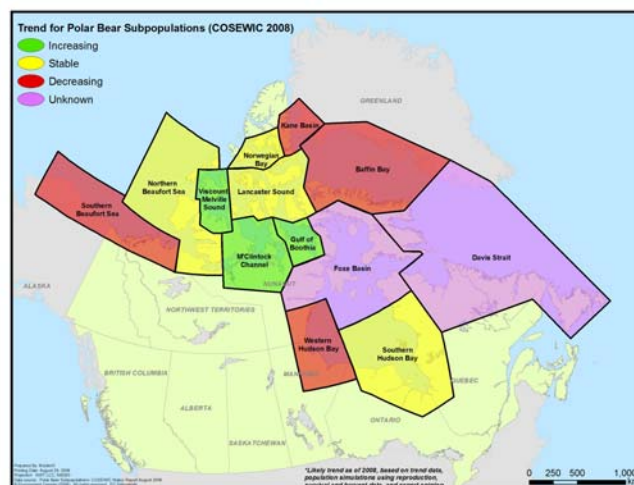 Trend for Polar Bear Subpopulations (COSEWIC 2008)
Increasing
Stable
Decreasing
Unknown
GREENLAND
Kane Basin
Norwegian
Bay
Baffin Bay
Northern
Beaufort Sea
Viscount
Melville
Sound
Lancaster Sound
Southern
Beaufort Sea
M'Clintock
Channel
Gulf of
Boothia
Foxe Basin
Davis Strait
ALASKA
NUNAVUT
NORTHWEST TERRITORIES
Western
Hudson Bay
Southern
Hudson Bay
BRITISH COLUMBIA
ALBERTA
SASKATCHEWAN
MANITOBA
ONTARIO
QUEBEC
*Likely trend as of 2008, based on trend data,
population simulations using reproduction,
0 250 500 1,000